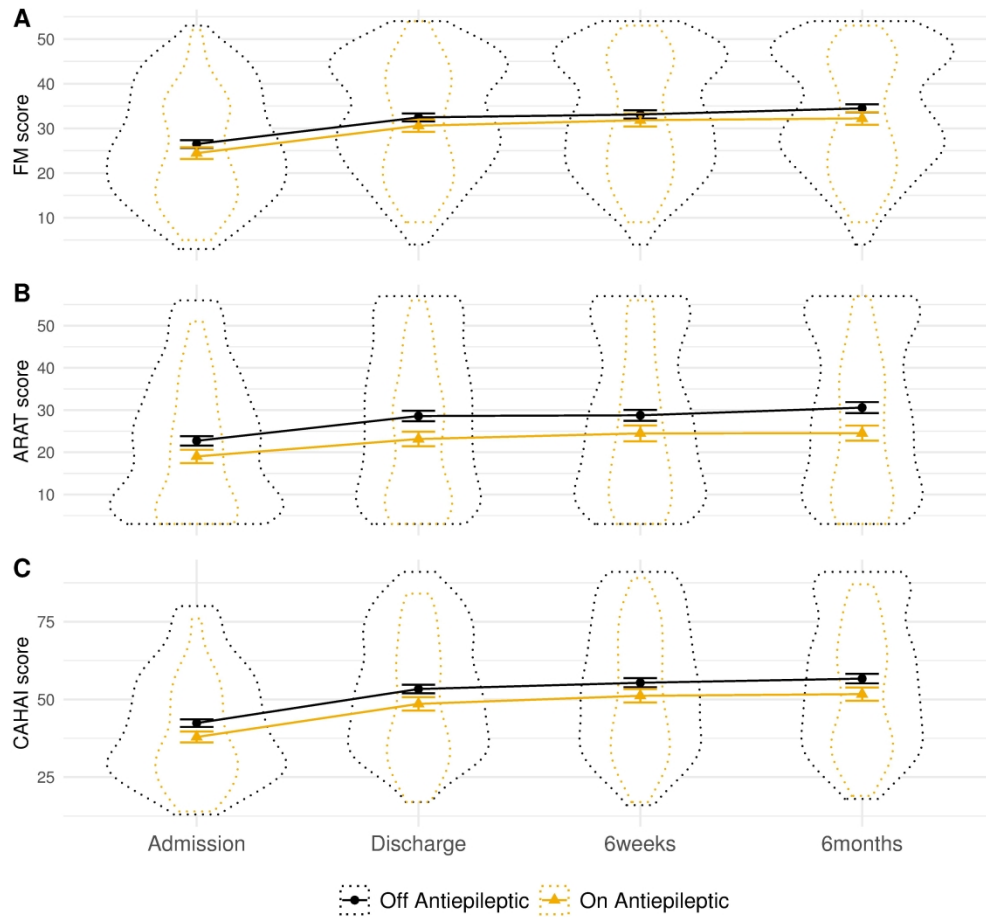 A
FM score
50
40
30
20
10
B
ARAT score
50
40
30
20
10
C
CAHAI score
75
50
25
Admission Discharge 6weeks 6months
Off Antiepileptic On Antiepileptic